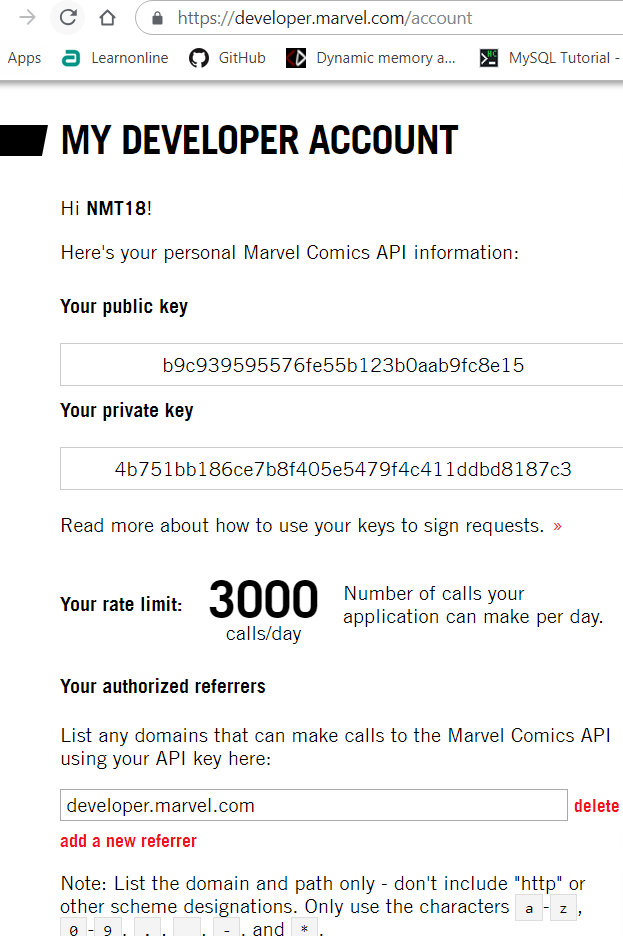 https://developer.marvel.com/account
Apps Learnonline GitHub Dynamic memory a... MySQL Tutorial -
MY DEVELOPER ACCOUNT
Hi NMT18!
Here's your personal Marvel Comics API information:
Your public key
b9c939595576fe55b123b0aab9fc8e15
Your private key
4b751bb186ce7b8f405e5479f4c411ddbd8187c3
Read more about how to use your keys to sign requests. »
Your rate limit:
3000
calls/day
Number of calls your
application can make per day.
Your authorized referrers
List any domains that can make calls to the Marvel Comics API
using your API key here:
developer.marvel.com delete
add a new referrer
Note: List the domain and path only - don't include "http" or
other scheme designations. Only use the characters a - z ,
0 - 9 , . , _ , - , and * .